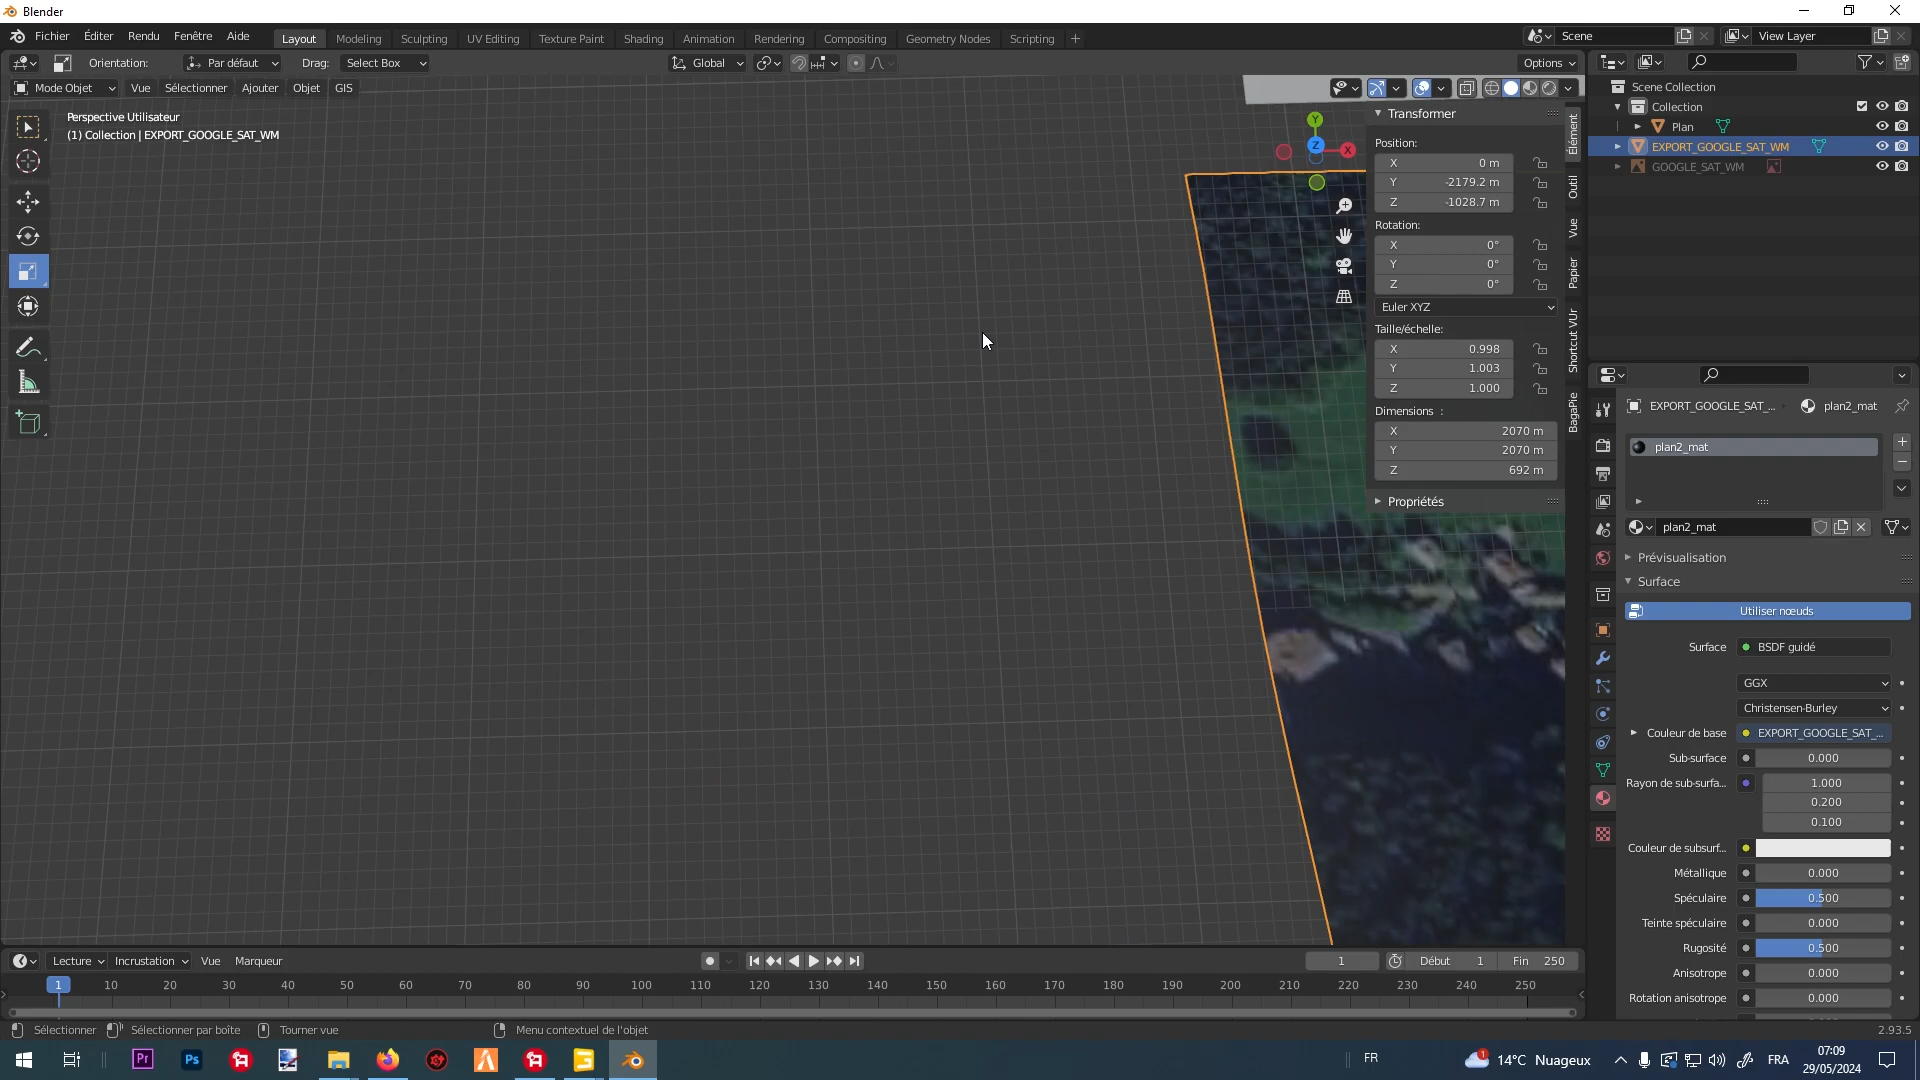 Blender
Fichier Éditer Rendu Fenêtre Aide Layout Modeling Sculpting UV Editing Texture Paint Shading Animation Rendering Compositing Geometry Nodes Scripting + Scene View Layer
Orientation: Par défaut Drag: Select Box Global Options
Mode Objet Vue Sélectionner Ajouter Objet GIS
Perspective Utilisateur
(1) Collection | EXPORT_GOOGLE_SAT_WM
Y
Z
X
Transformer
Position:
X 0 m
Y -2179.2 m
Z -1028.7 m
Rotation:
X 0°
Y 0°
Z 0°
Euler XYZ
Taille/échelle:
X 0.998
Y 1.003
Z 1.000
Dimensions :
X 2070 m
Y 2070 m
Z 692 m
Propriétés
Élément
Outil
Vue
Papier
Shortcut VUr
BagaPie
Scene Collection
Collection
Plan
EXPORT_GOOGLE_SAT_WM
GOOGLE_SAT_WM
EXPORT_GOOGLE_SAT_... plan2_mat
plan2_mat
plan2_mat
Prévisualisation
Surface
Utiliser nœuds
Surface BSDF guidé
GGX
Christensen-Burley
Couleur de base EXPORT_GOOGLE_SAT_...
Sub-surface 0.000
Rayon de sub-surfa... 1.000
0.200
0.100
Couleur de subsurf...
Métallique 0.000
Spéculaire 0.500
Teinte spéculaire 0.000
Rugosité 0.500
Anisotrope 0.000
Rotation anisotrope 0.000
Lecture Incrustation Vue Marqueur 1 Début 1 Fin 250
1 10 20 30 40 50 60 70 80 90 100 110 120 130 140 150 160 170 180 190 200 210 220 230 240 250
Sélectionner Sélectionner par boîte Tourner vue Menu contextuel de l'objet 2.93.5
Pr Ps FR 1 14°C Nuageux FRA 07:09
29/05/2024